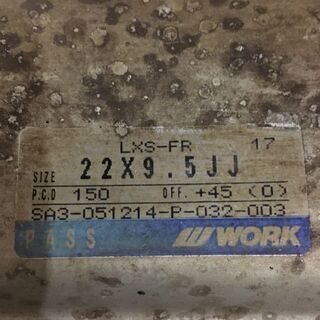 LXS-FR 17
SIZE 22X9.5JJ
P.C.D 150 OFF. +45 (0)
SA3-051214-P-032-003
PASS WORK